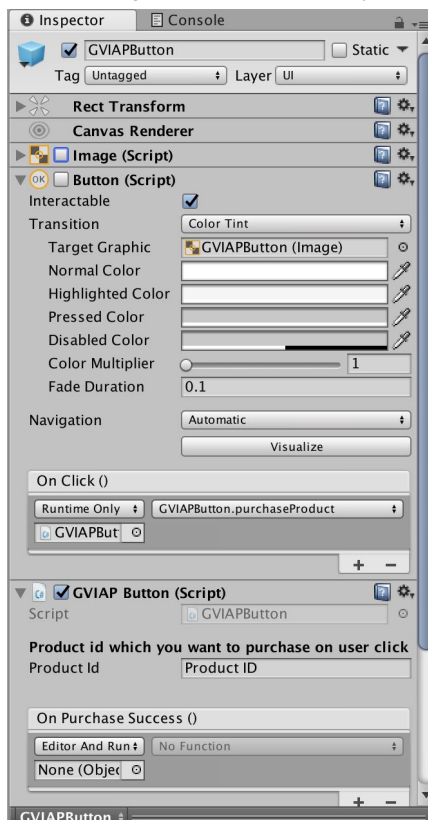 Inspector Console
GVIAPButton Static
Tag Untagged Layer UI
Rect Transform
Canvas Renderer
Image (Script)
OK Button (Script)
Interactable
Transition Color Tint
Target Graphic GVIAPButton (Image)
Normal Color
Highlighted Color
Pressed Color
Disabled Color
Color Multiplier 1
Fade Duration 0.1
Navigation Automatic
Visualize
On Click ()
Runtime Only GVIAPButton.purchaseProduct
GVIAPBut
+ −
C# GVIAP Button (Script)
Script GVIAPButton
Product id which you want to purchase on user click
Product Id Product ID
On Purchase Success ()
Editor And Run No Function
None (Objec
+ −
GVIAPButton